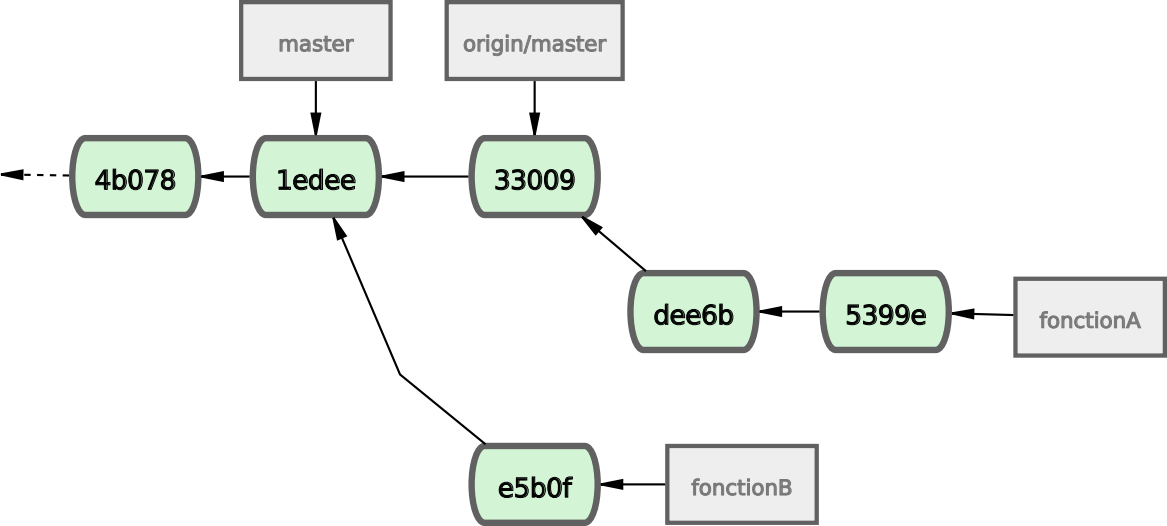 master
origin/master
4b078
1edee
33009
dee6b
5399e
fonctionA
e5b0f
fonctionB